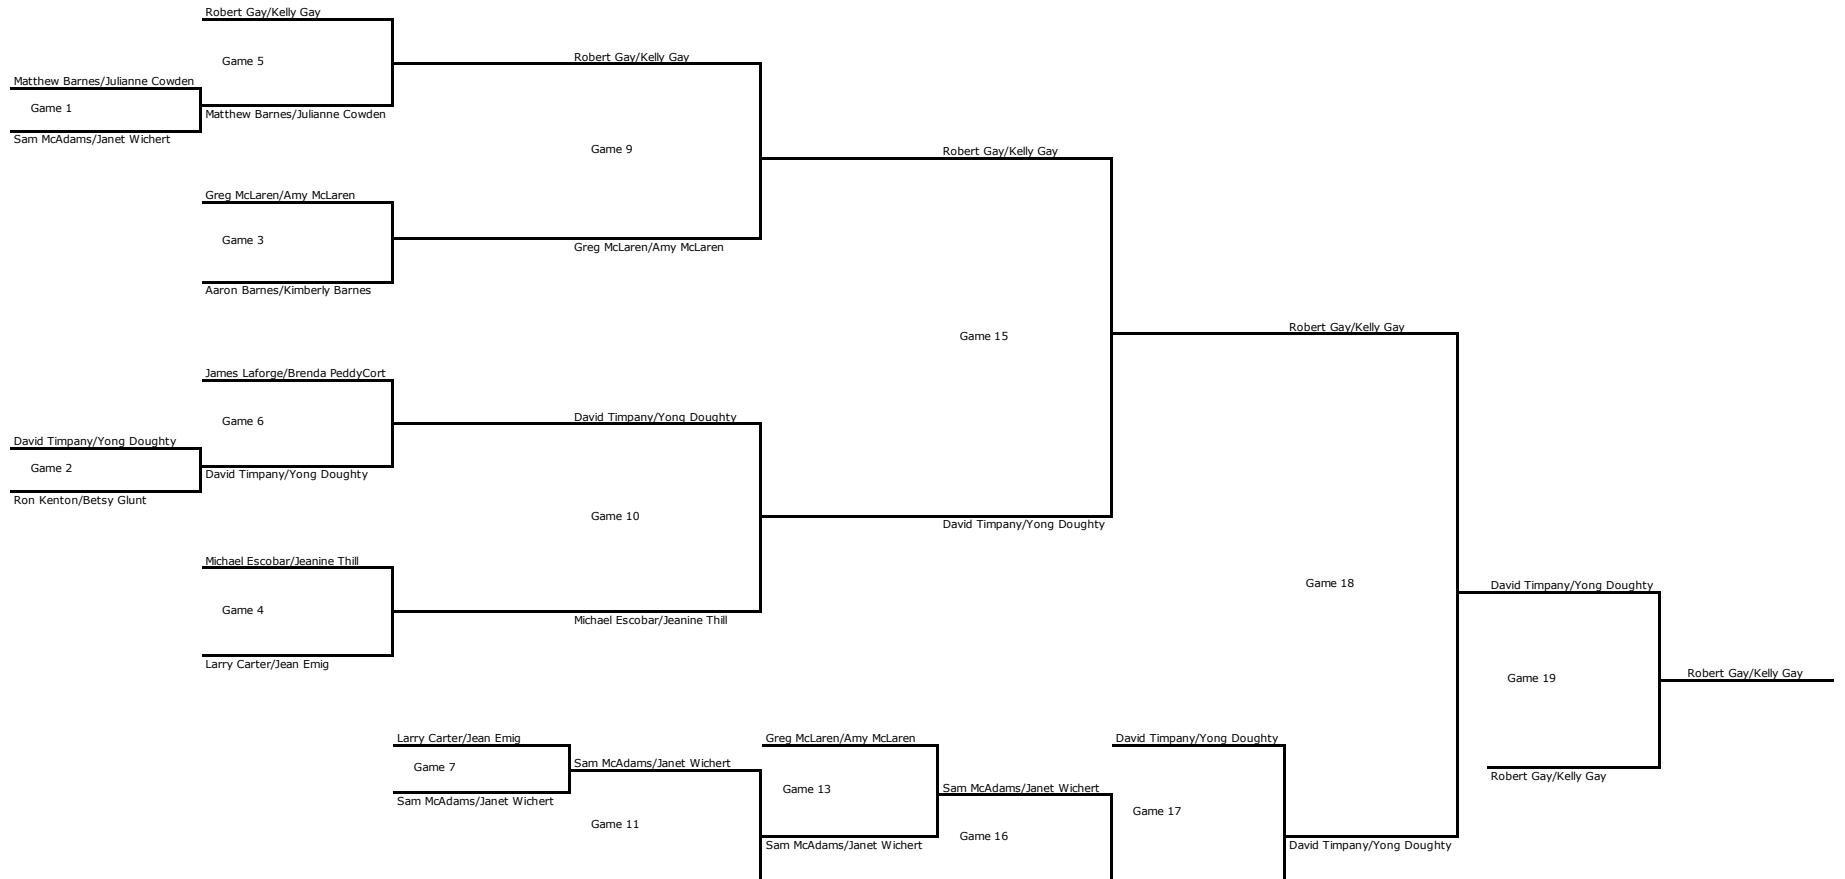 Robert Gay/Kelly Gay
Game 5
Robert Gay/Kelly Gay
Matthew Barnes/Julianne Cowden
Game 1
Matthew Barnes/Julianne Cowden
Sam McAdams/Janet Wichert
Game 9
Robert Gay/Kelly Gay
Greg McLaren/Amy McLaren
Game 3
Greg McLaren/Amy McLaren
Aaron Barnes/Kimberly Barnes
Game 15
Robert Gay/Kelly Gay
James Laforge/Brenda PeddyCort
Game 6
David Timpany/Yong Doughty
David Timpany/Yong Doughty
Game 2
David Timpany/Yong Doughty
Ron Kenton/Betsy Glunt
Game 10
David Timpany/Yong Doughty
Michael Escobar/Jeanine Thill
Game 4
Michael Escobar/Jeanine Thill
Larry Carter/Jean Emig
Game 18
David Timpany/Yong Doughty
Game 19
Robert Gay/Kelly Gay
Larry Carter/Jean Emig
Game 7
Sam McAdams/Janet Wichert
Sam McAdams/Janet Wichert
Game 11
Greg McLaren/Amy McLaren
Game 13
Sam McAdams/Janet Wichert
Sam McAdams/Janet Wichert
Game 16
David Timpany/Yong Doughty
Game 17
David Timpany/Yong Doughty
Robert Gay/Kelly Gay